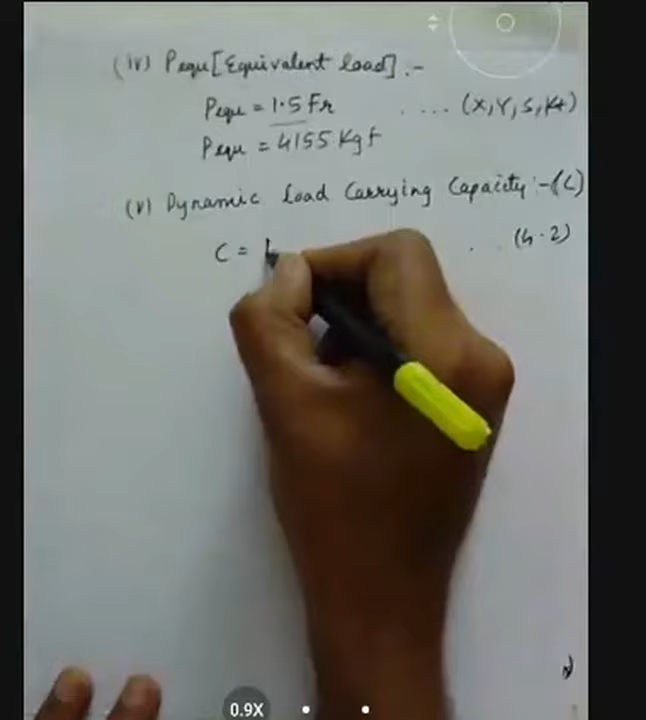 (iv) Pequ [Equivalent load] :-
Pequ = 1.5 Fr .... (X, Y, S, Kt)
Pequ = 4155 Kgf
(v) Dynamic load Carrying Capacity :- (C)
C = .. (4.2)
0.9X